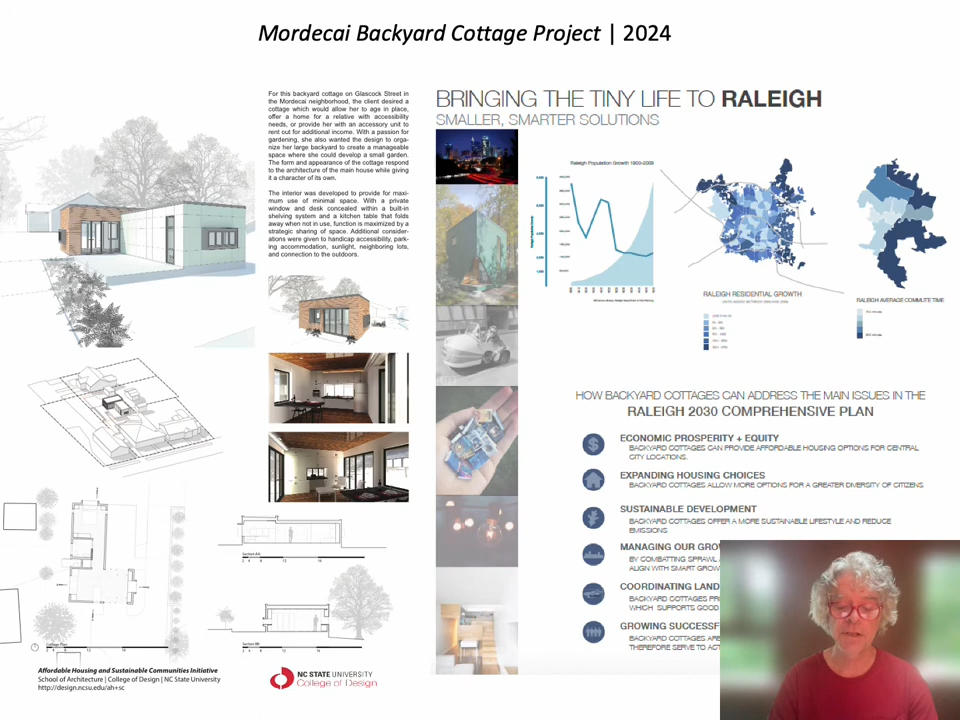 Mordecai Backyard Cottage Project | 2024
For this backyard cottage on Glascock Street in
the Mordecai neighborhood, the client desired a
cottage which would allow her to age in place,
offer a home for a relative with accessibility
needs, or provide her with an accessory unit to
rent out for additional income. With a passion for
gardening, she also wanted the design to orga-
nize her large backyard to create a manageable
space where she could develop a small garden.
The form and appearance of the cottage respond
to the architecture of the main house while giving
it a character of its own.
The interior was developed to provide for maxi-
mum use of minimal space. With a private
window and desk concealed within a built-in
shelving system and a kitchen table that folds
away when not in use, function is maximized by a
strategic sharing of space. Additional consider-
ations were given to handicap accessibility, park-
ing accommodation, sunlight, neighboring lots,
and connection to the outdoors.
Section AA
Section BB
Affordable Housing and Sustainable Communities Initiative
School of Architecture | College of Design | NC State University
http://design.ncsu.edu/ah+sc
NC STATE UNIVERSITY
College of Design
BRINGING THE TINY LIFE TO RALEIGH
SMALLER, SMARTER SOLUTIONS
Raleigh Population Growth 1900-2009
RALEIGH RESIDENTIAL GROWTH
RALEIGH AVERAGE COMMUTE TIME
HOW BACKYARD COTTAGES CAN ADDRESS THE MAIN ISSUES IN THE
RALEIGH 2030 COMPREHENSIVE PLAN
ECONOMIC PROSPERITY + EQUITY
BACKYARD COTTAGES CAN PROVIDE AFFORDABLE HOUSING OPTIONS FOR CENTRAL
CITY LOCATIONS.
EXPANDING HOUSING CHOICES
BACKYARD COTTAGES ALLOW MORE OPTIONS FOR A GREATER DIVERSITY OF CITIZENS
SUSTAINABLE DEVELOPMENT
BACKYARD COTTAGES OFFER A MORE SUSTAINABLE LIFESTYLE AND REDUCE
EMISSIONS
MANAGING OUR
BY COMBATTING SPRAWL
ALIGN WITH SMART
COORDINATING LAND
BACKYARD COTTAGES
WHICH SUPPORTS GOOD
GROWING
BACKYARD COTTAGES ARE
THEREFORE SERVE TO